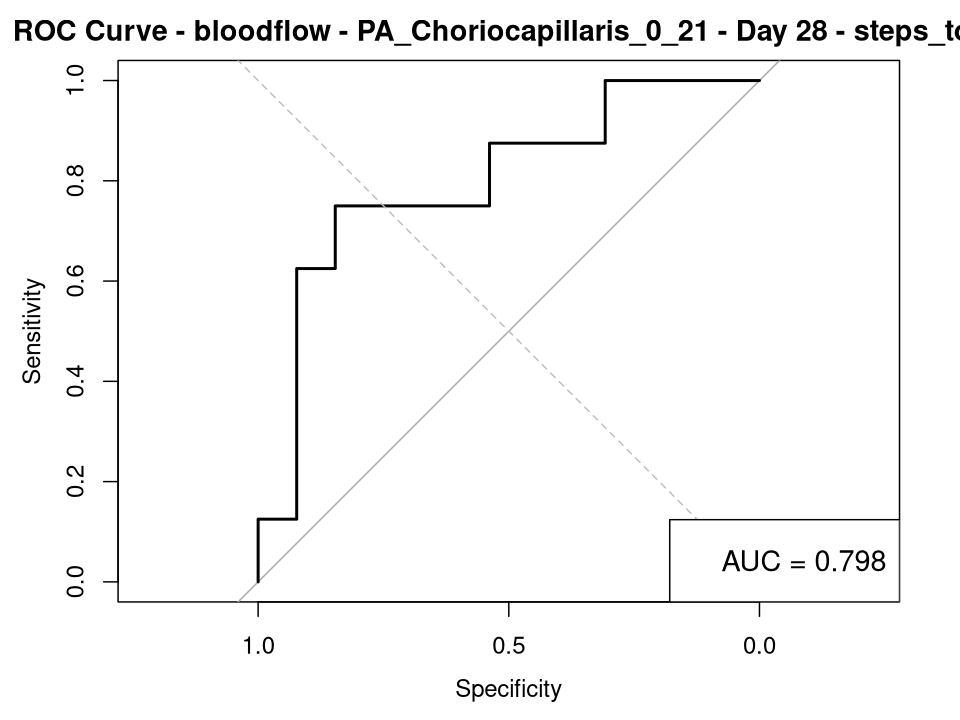 ROC Curve - bloodflow - PA_Choriocapillaris_0_21 - Day 28 - steps_to
1.0
0.8
0.6
0.4
0.2
0.0
Sensitivity
AUC = 0.798
1.0 0.5 0.0
Specificity